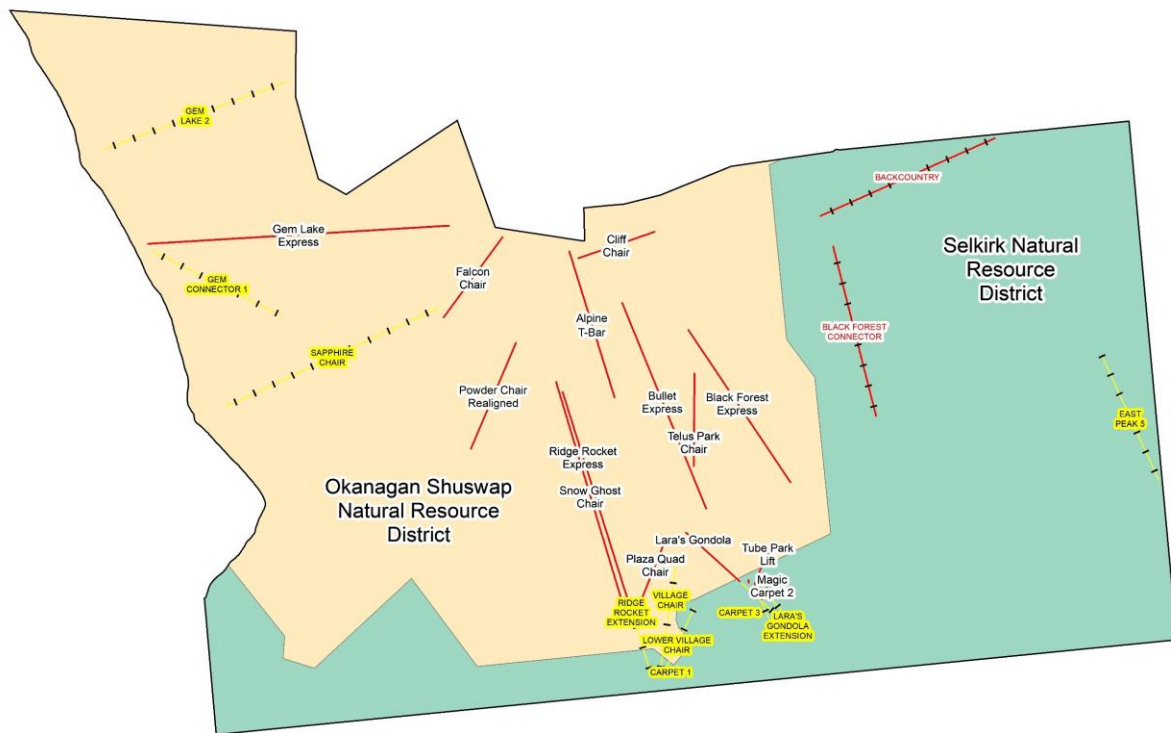 GEM
LAKE 2
BACKCOUNTRY
Gem Lake
Express
Cliff
Chair
Selkirk Natural
Resource
District
Falcon
Chair
GEM
CONNECTOR 1
Alpine
T-Bar
BLACK FOREST
CONNECTOR
SAPPHIRE
CHAIR
Powder Chair
Realigned
Bullet
Express
Black Forest
Express
EAST
PEAK 5
Telus Park
Chair
Ridge Rocket
Express
Okanagan Shuswap
Natural Resource
District
Snow Ghost
Chair
Lara's Gondola
Tube Park
Lift
Plaza Quad
Chair
Magic
Carpet 2
VILLAGE
CHAIR
RIDGE
ROCKET
EXTENSION
CARPET 3
LARA'S
GONDOLA
EXTENSION
LOWER VILLAGE
CHAIR
CARPET 1